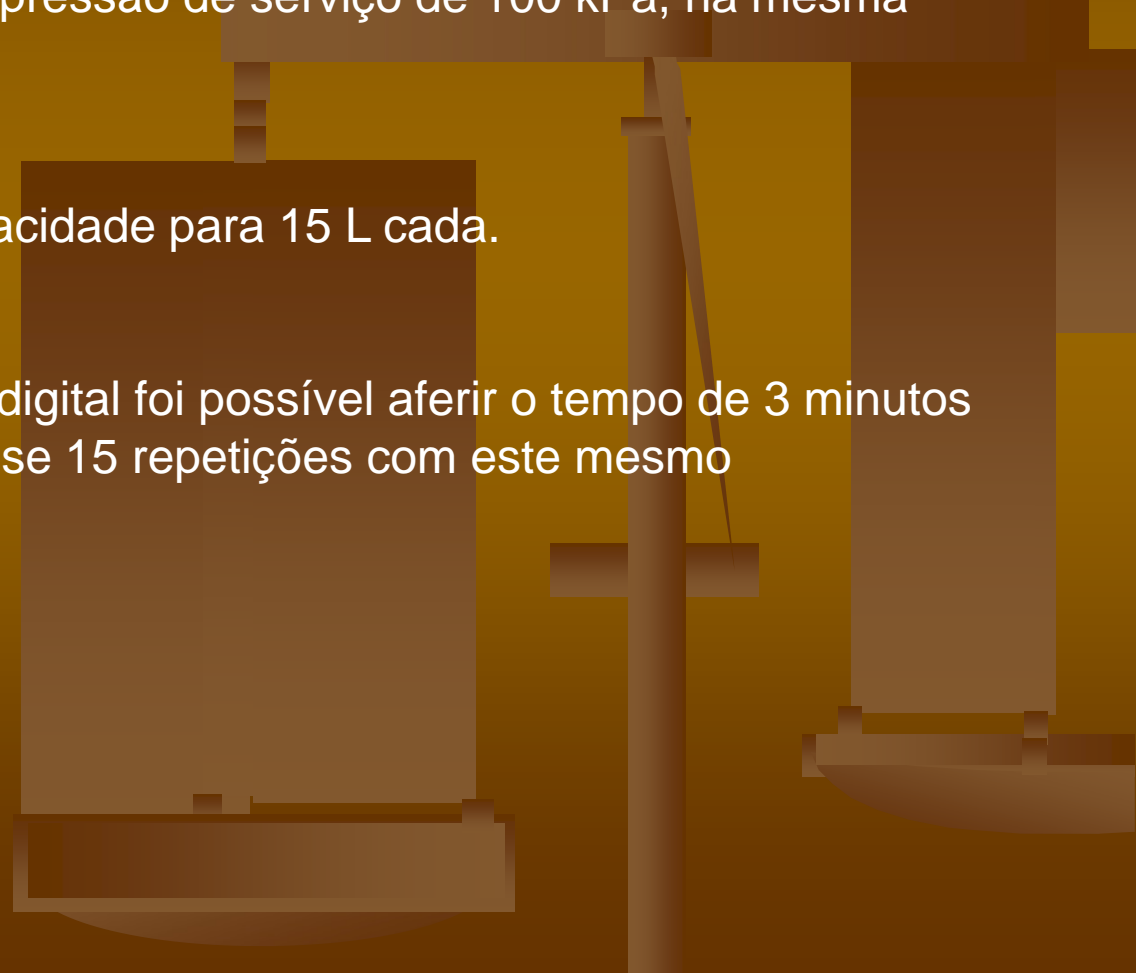 pressão de serviço de 100 kPa, na mesma
acidade para 15 L cada.
digital foi possível aferir o tempo de 3 minutos
se 15 repetições com este mesmo